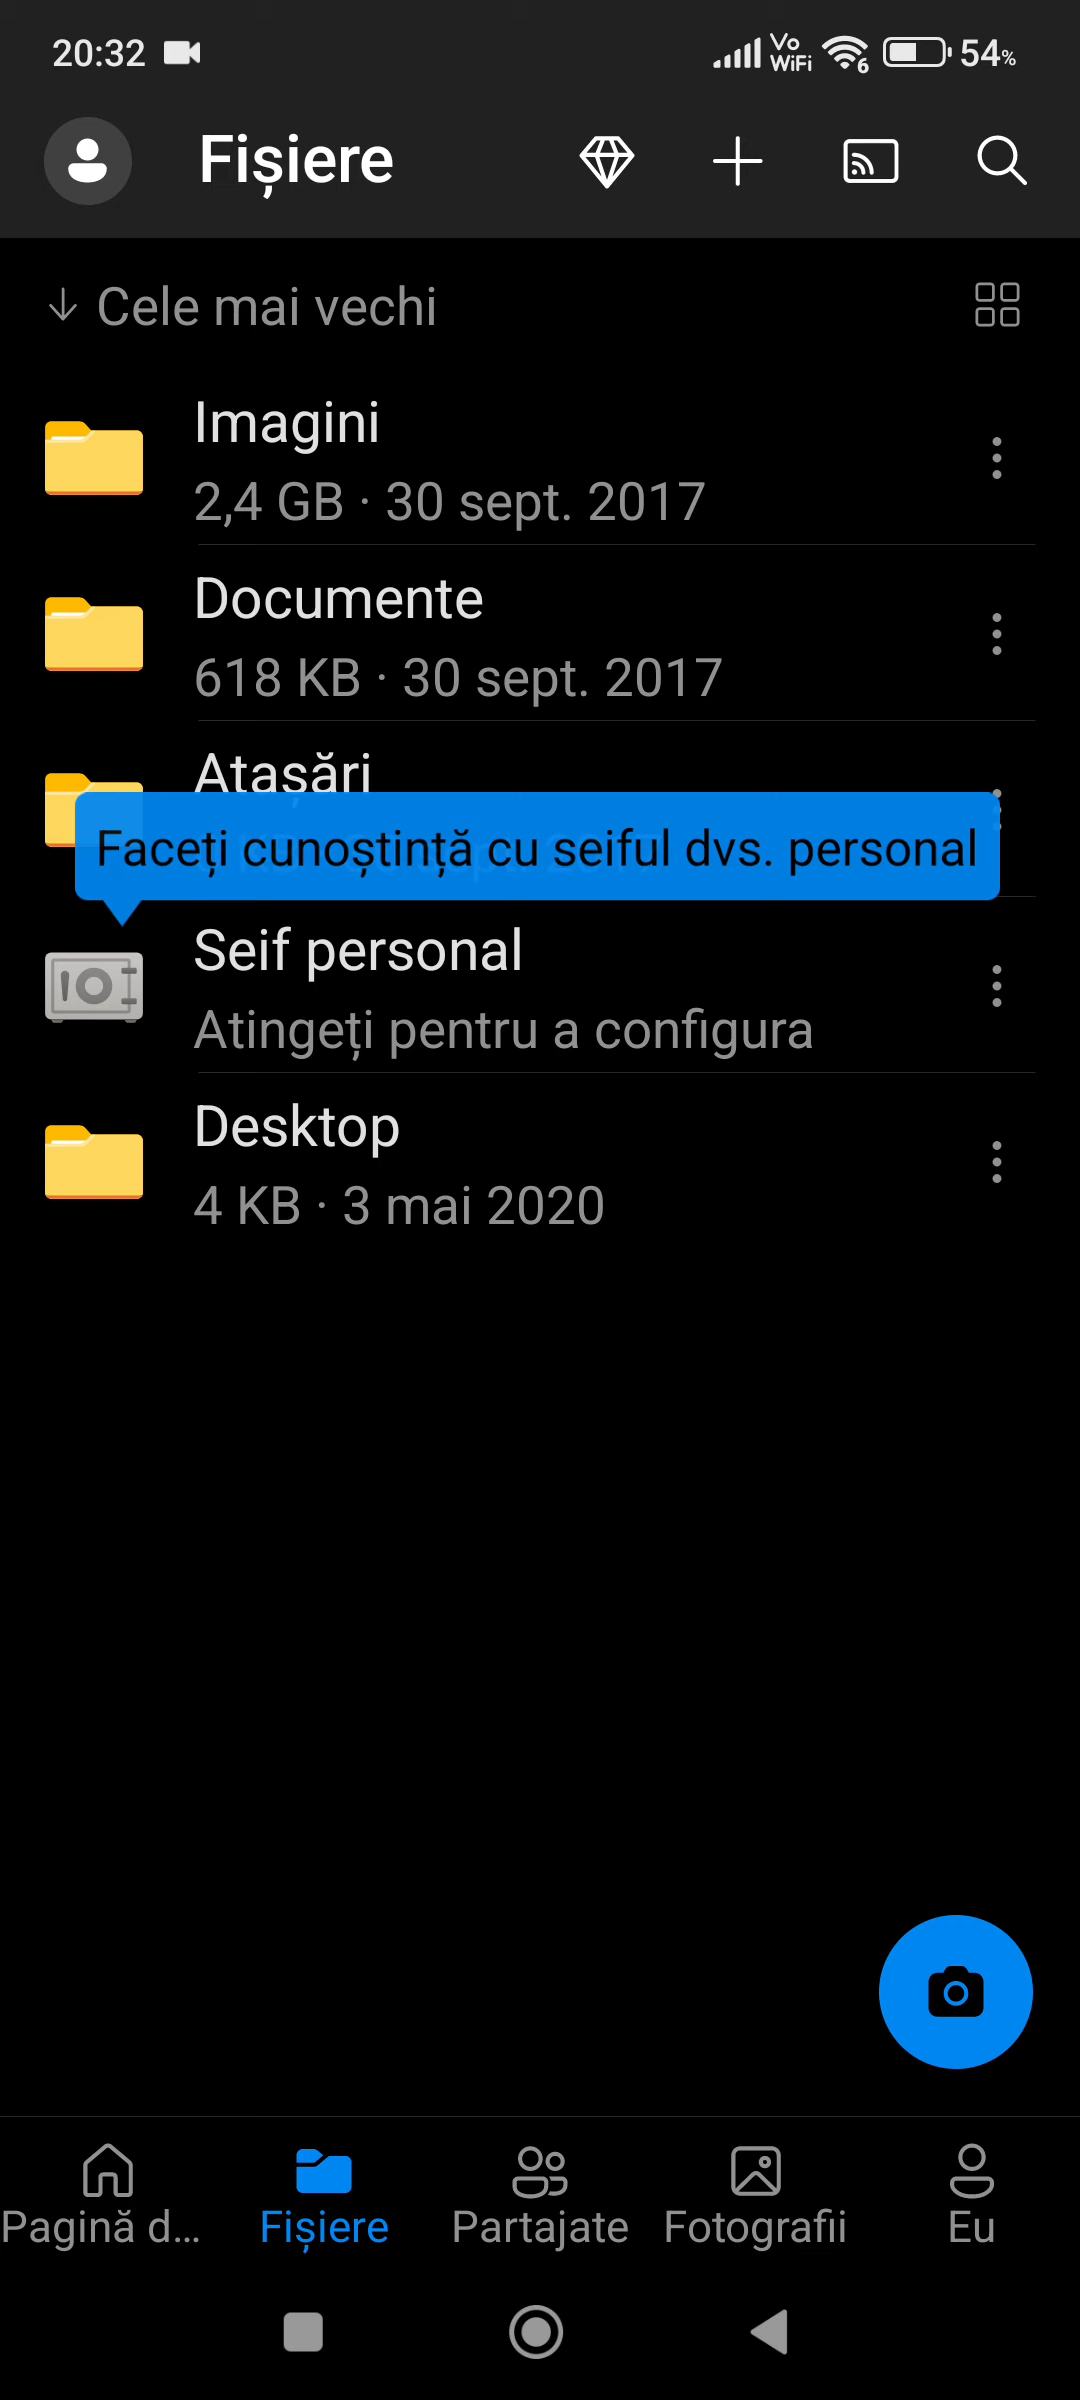 20:32
Vo
WiFi
6
54%
Fișiere
Cele mai vechi
Imagini
2,4 GB · 30 sept. 2017
Documente
618 KB · 30 sept. 2017
Atașări
Faceți cunoștință cu seiful dvs. personal
Seif personal
Atingeți pentru a configura
Desktop
4 KB · 3 mai 2020
Pagină d...
Fișiere
Partajate
Fotografii
Eu